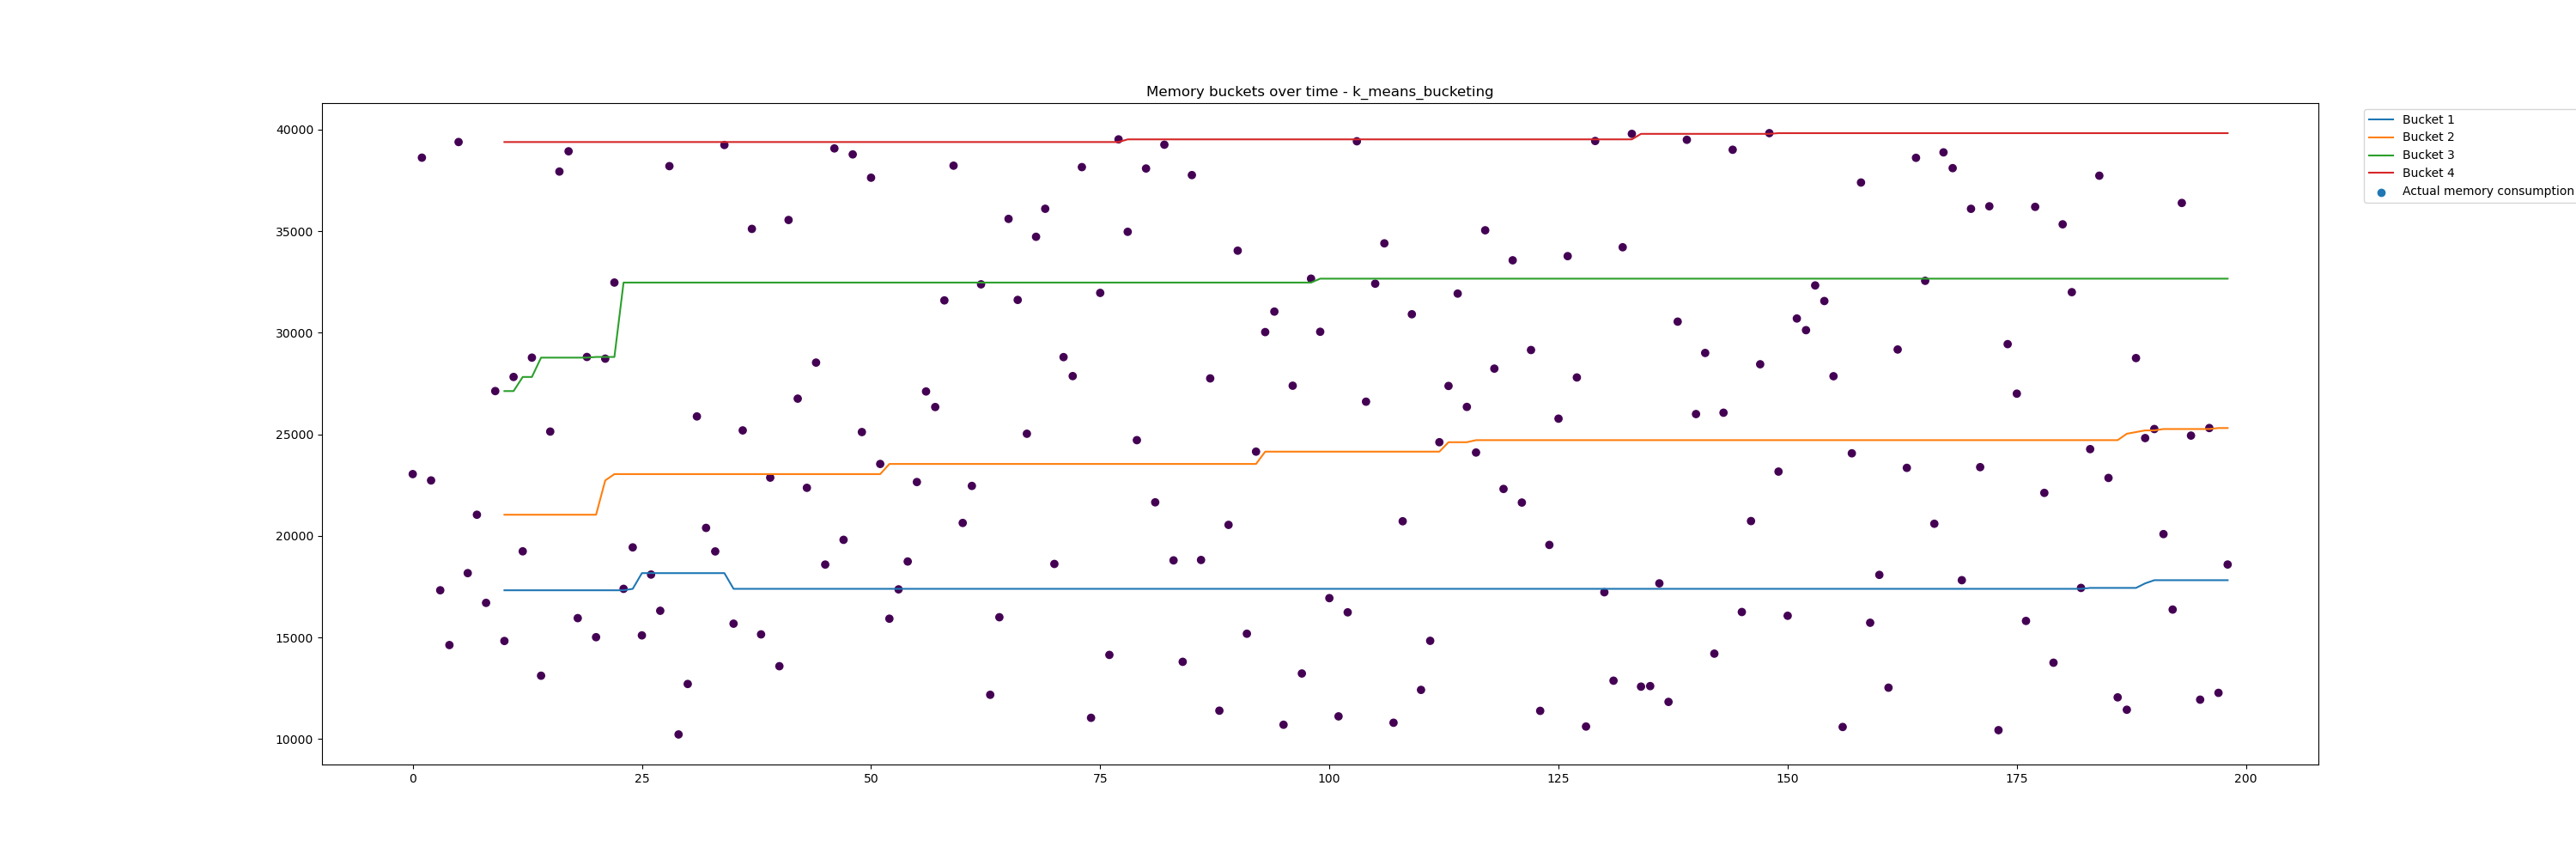 Memory buckets over time - k_means_bucketing
40000
35000
30000
25000
20000
15000
10000
0 25 50 75 100 125 150 175 200
Bucket 1
Bucket 2
Bucket 3
Bucket 4
Actual memory consumption